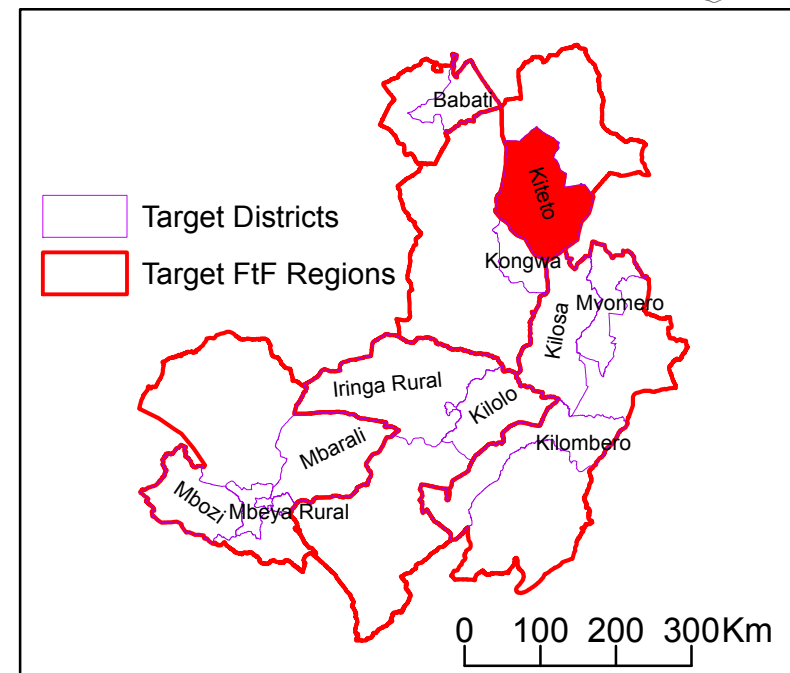 Babati
Kiteto
Target Districts
Kongwa
Target FtF Regions
Mvomero
Kilosa
Iringa Rural
Kilolo
Mbarali
Kilombero
Mbozi
Mbeya Rural
0 100 200 300Km